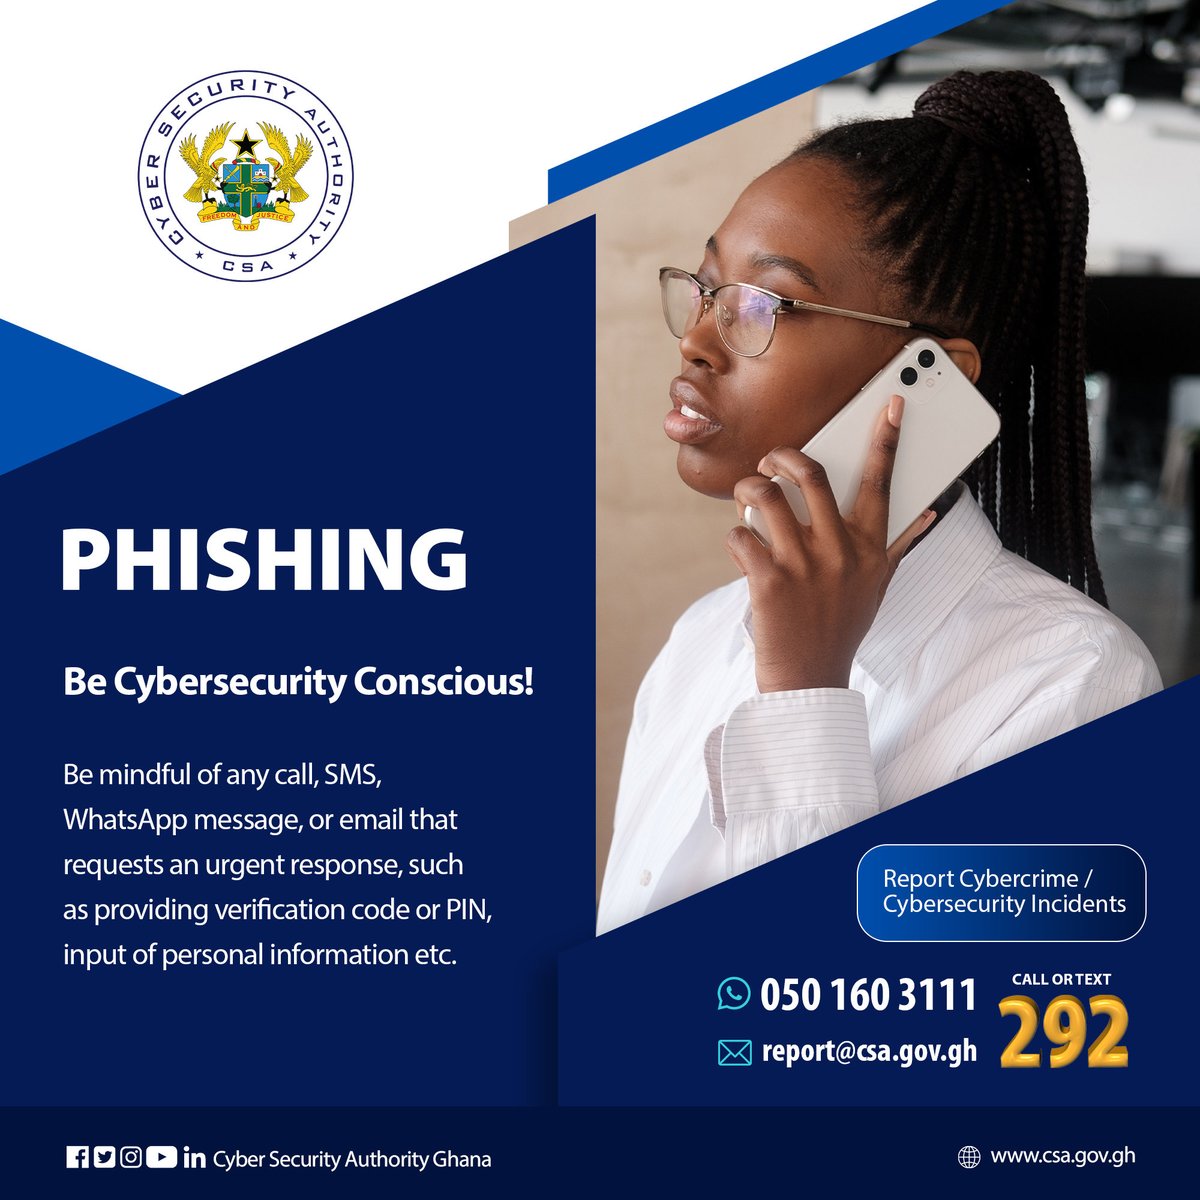 CYBER SECURITY AUTHORITY
CSA
FREEDOM AND JUSTICE
PHISHING
Be Cybersecurity Conscious!
Be mindful of any call, SMS,
WhatsApp message, or email that
requests an urgent response, such
as providing verification code or PIN,
input of personal information etc.
Report Cybercrime /
Cybersecurity Incidents
050 160 3111
report@csa.gov.gh
CALL OR TEXT
292
Cyber Security Authority Ghana
www.csa.gov.gh